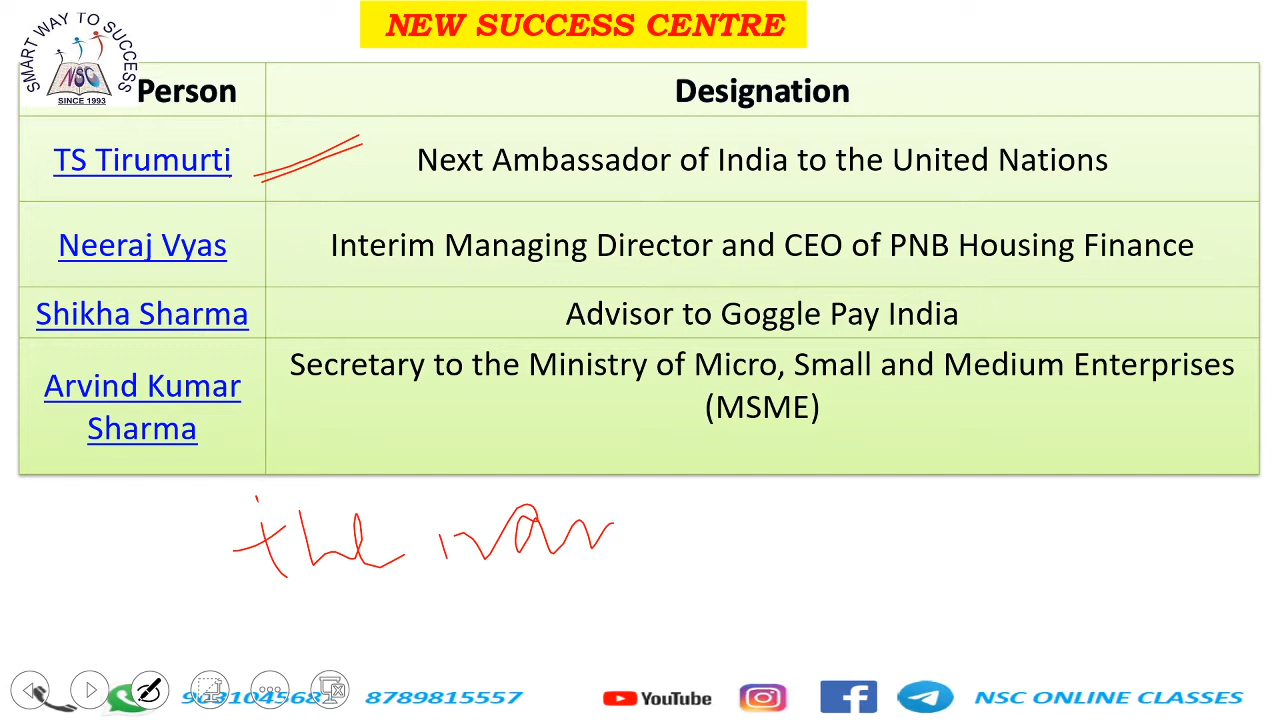 NEW SUCCESS CENTRE
SMART WAY TO SUCCESS
NSC
SINCE 1993
Person Designation
TS Tirumurti Next Ambassador of India to the United Nations
Neeraj Vyas Interim Managing Director and CEO of PNB Housing Finance
Shikha Sharma Advisor to Goggle Pay India
Arvind Kumar Sharma Secretary to the Ministry of Micro, Small and Medium Enterprises
(MSME)
the
8789815557 YouTube NSC ONLINE CLASSES